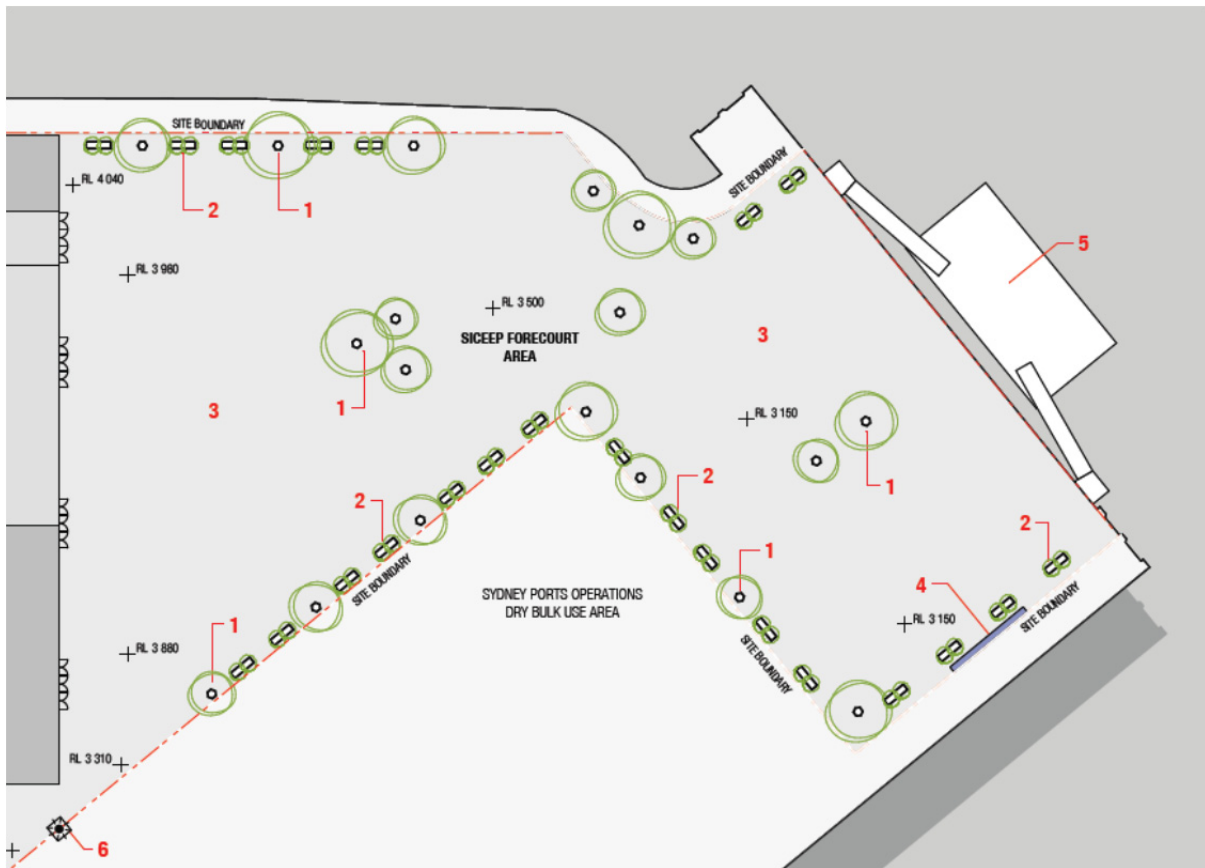 SITE BOUNDARY
RL 4 040
2
1
SITE BOUNDARY
5
RL 3 980
RL 3 500
SICEEP FORECOURT
AREA
3
3
1
RL 3 150
1
2
2
2
1
SITE BOUNDARY
SYDNEY PORTS OPERATIONS
DRY BULK USE AREA
4
SITE BOUNDARY
RL 3 150
1
RL 3 880
SITE BOUNDARY
RL 3 310
6